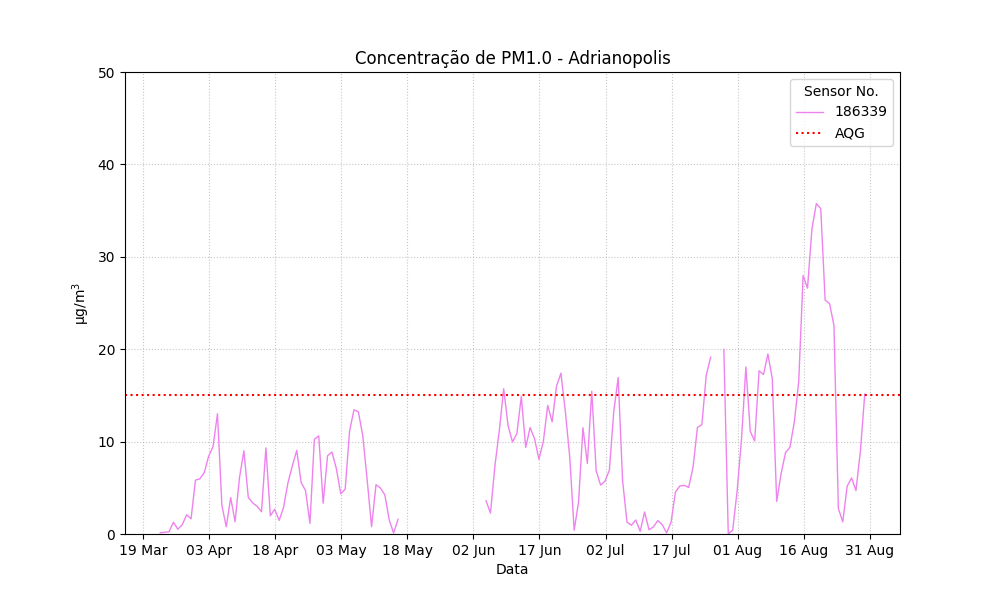 Concentração de PM1.0 - Adrianopolis
Sensor No.
186339
AQG
50
40
30
20
10
0
µg/m³
19 Mar
03 Apr
18 Apr
03 May
18 May
02 Jun
17 Jun
02 Jul
17 Jul
01 Aug
16 Aug
31 Aug
Data